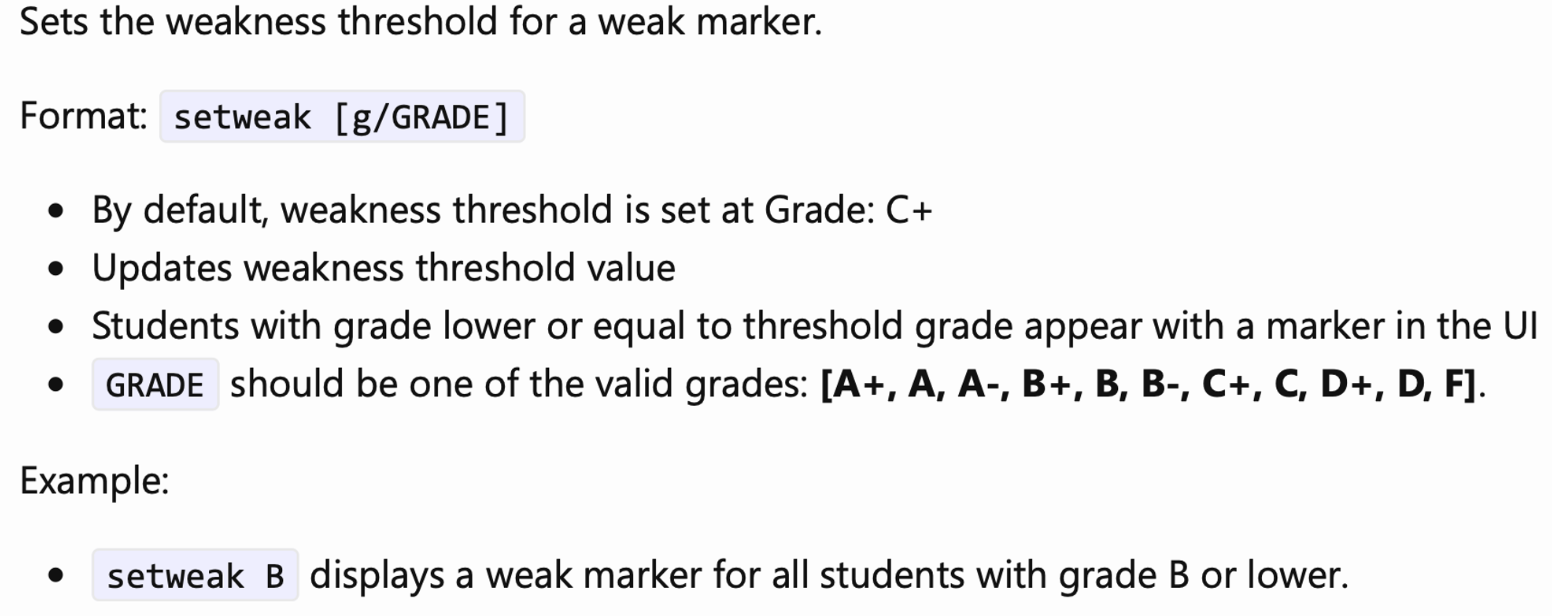 Sets the weakness threshold for a weak marker.
Format: setweak [g/GRADE]
• By default, weakness threshold is set at Grade: C+
• Updates weakness threshold value
• Students with grade lower or equal to threshold grade appear with a marker in the UI
• GRADE should be one of the valid grades: [A+, A, A-, B+, B, B-, C+, C, D+, D, F].
Example:
• setweak B displays a weak marker for all students with grade B or lower.